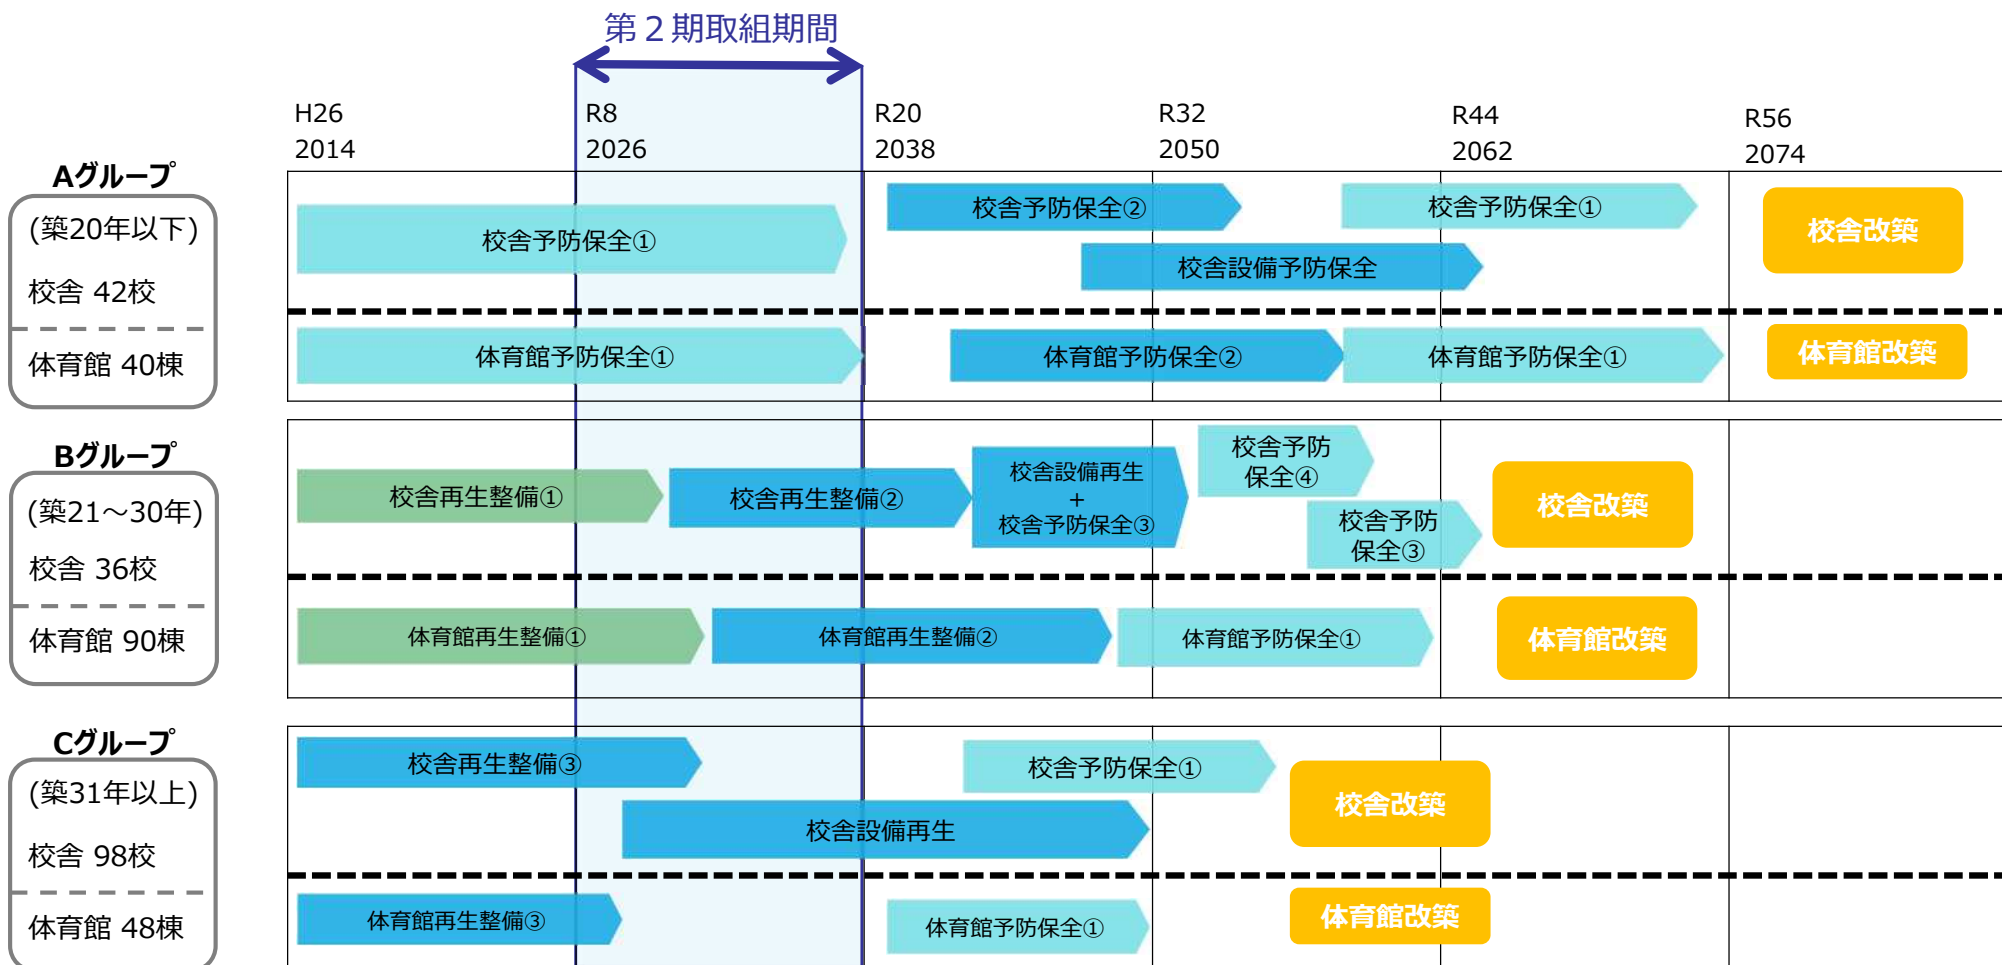 第２期取組期間
H26
2014
R8
2026
R20
2038
R32
2050
R44
2062
R56
2074
Aグループ
(築20年以下)
校舎 42校
体育館 40棟
校舎予防保全①
校舎予防保全②
校舎設備予防保全
校舎予防保全①
校舎改築
体育館予防保全①
体育館予防保全②
体育館予防保全①
体育館改築
Bグループ
(築21～30年)
校舎 36校
体育館 90棟
校舎再生整備①
校舎再生整備②
校舎設備再生
+
校舎予防保全③
校舎予防
保全④
校舎予防
保全③
校舎改築
体育館再生整備①
体育館再生整備②
体育館予防保全①
体育館改築
Cグループ
(築31年以上)
校舎 98校
体育館 48棟
校舎再生整備③
校舎設備再生
校舎予防保全①
校舎改築
体育館再生整備③
体育館予防保全①
体育館改築